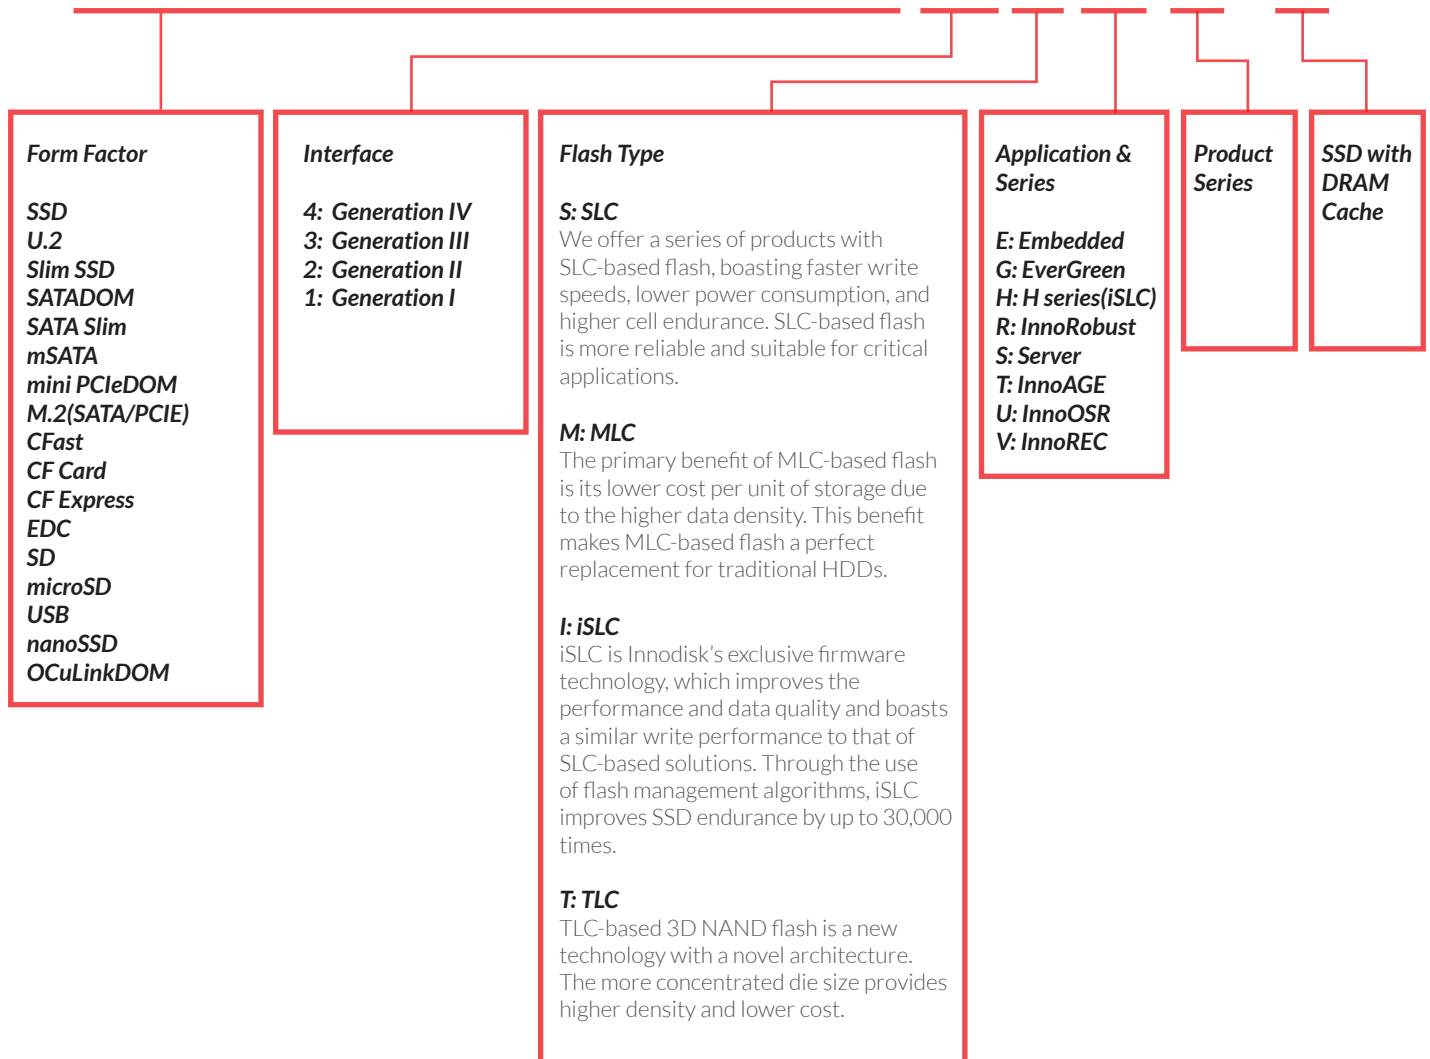 Form Factor
SSD
U.2
Slim SSD
SATADOM
SATA Slim
mSATA
mini PCIeDOM
M.2(SATA/PCIE)
CFast
CF Card
CF Express
EDC
SD
microSD
USB
nanoSSD
OCuLinkDOM
Interface
4: Generation IV
3: Generation III
2: Generation II
1: Generation I
Flash Type
S: SLC
We offer a series of products with
SLC-based flash, boasting faster write
speeds, lower power consumption, and
higher cell endurance. SLC-based flash
is more reliable and suitable for critical
applications.
M: MLC
The primary benefit of MLC-based flash
is its lower cost per unit of storage due
to the higher data density. This benefit
makes MLC-based flash a perfect
replacement for traditional HDDs.
I: iSLC
iSLC is Innodisk’s exclusive firmware
technology, which improves the
performance and data quality and boasts
a similar write performance to that of
SLC-based solutions. Through the use
of flash management algorithms, iSLC
improves SSD endurance by up to 30,000
times.
T: TLC
TLC-based 3D NAND flash is a new
technology with a novel architecture.
The more concentrated die size provides
higher density and lower cost.
Application &
Series
E: Embedded
G: EverGreen
H: H series(iSLC)
R: InnoRobust
S: Server
T: InnoAGE
U: InnoOSR
V: InnoREC
Product
Series
SSD with
DRAM
Cache